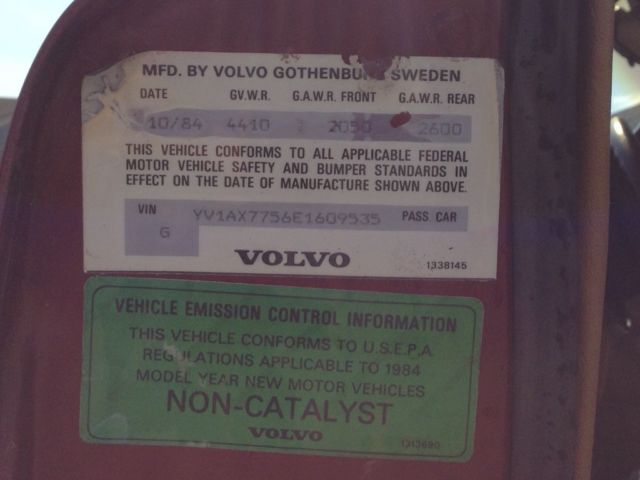 MFD. BY VOLVO GOTHENBURG SWEDEN
DATE G.V.W.R. G.A.W.R. FRONT G.A.W.R. REAR
10/84 4410 2050 2600
THIS VEHICLE CONFORMS TO ALL APPLICABLE FEDERAL
MOTOR VEHICLE SAFETY AND BUMPER STANDARDS IN
EFFECT ON THE DATE OF MANUFACTURE SHOWN ABOVE.
VIN YV1AX7756E1609535 PASS. CAR
G
VOLVO 1338145
VEHICLE EMISSION CONTROL INFORMATION
THIS VEHICLE CONFORMS TO U.S.E.P.A.
REGULATIONS APPLICABLE TO 1984
MODEL YEAR NEW MOTOR VEHICLES
NON-CATALYST
VOLVO 1313690